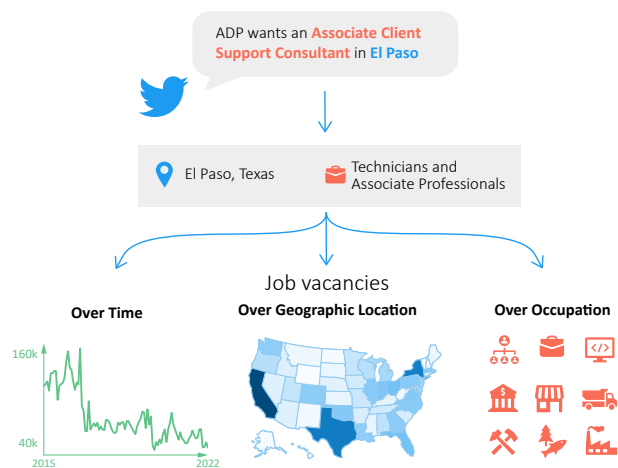 ADP wants an Associate Client
Support Consultant in El Paso
El Paso, Texas
Technicians and
Associate Professionals
Job vacancies
Over Time
Over Geographic Location
Over Occupation
160k
40k
2015
2022
</>
$